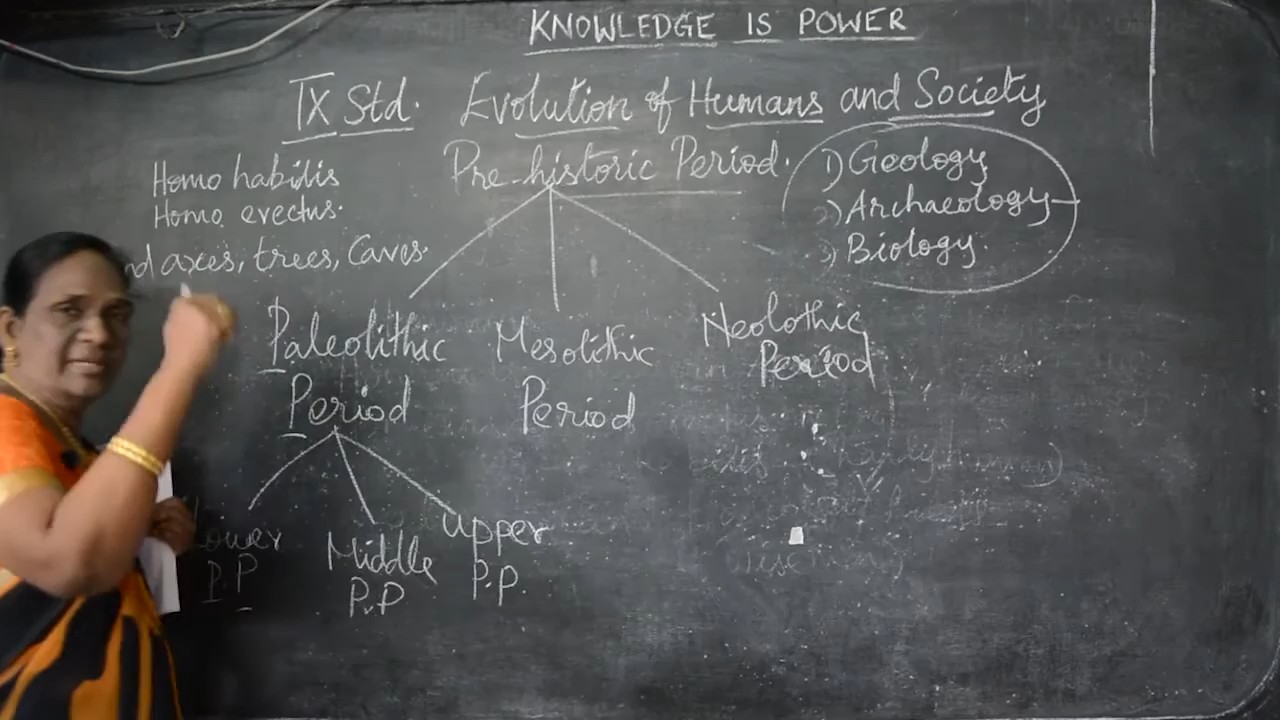 KNOWLEDGE IS POWER
IX Std. Evolution of Humans and Society
Pre-historic Period.
1) Geology
2) Archaeology
3) Biology.
Homo habilis
Homo erectus.
axes, trees, Caves.
Paleolithic Period
Mesolithic Period
Neolothic Period
Lower P.P
Middle P.P
Upper P.P.